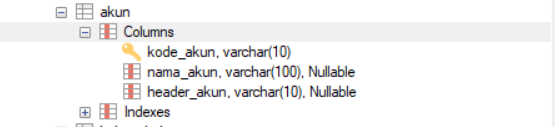 akun
Columns
kode_akun, varchar(10)
nama_akun, varchar(100), Nullable
header_akun, varchar(10), Nullable
Indexes